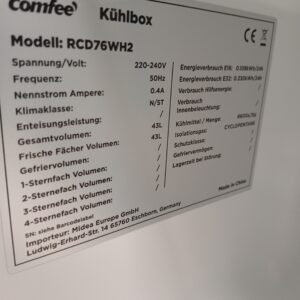 comfee Kühlbox
Modell: RCD76WH2
Spannung/Volt: 220-240V
Frequenz: 50Hz
Nennstrom Ampere: 0.4A
Klimaklasse: N/ST
Enteisungsleistung: /
Gesamtvolumen: 43L
Frische Fächer Volumen: 43L
Gefriervolumen: /
1-Sternfach Volumen: /
2-Sternefach Volumen: /
3-Sternefach Volumen: /
4-Sternefach Volumen: /
SN: siehe Barcodelabel
Importeur: Midea Europe GmbH
Ludwig-Erhard-Str. 14 65760 Eschborn, Germany
CE
Energieverbrauch E16:
Energieverbrauch E32:
Verbrauch Hilfsenergie: /
Verbrauch
Innenbeleuchtung: /
Kühlmittel / Menge:
Isolationsgas: CYCLOPENTANE
Schutzklasse:
Gefriervermögen: /
Lagerzeit bei Störung: /
Made in China